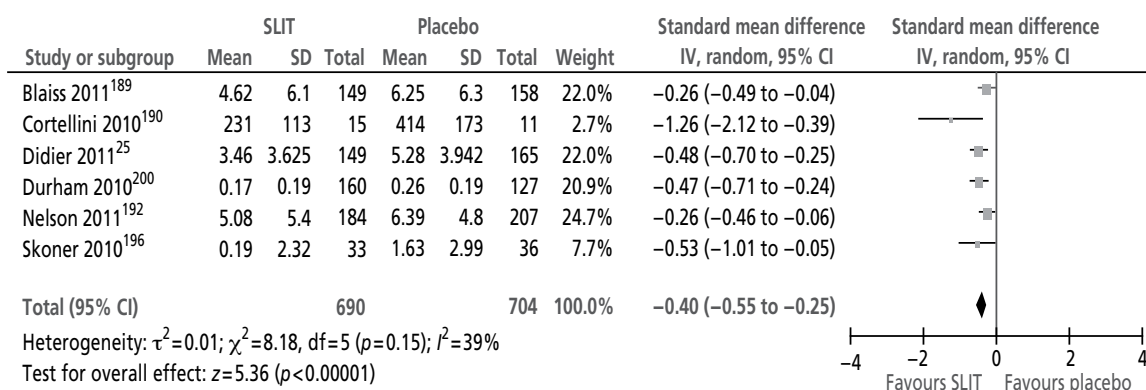 SLIT Placebo Standard mean difference Standard mean difference
Study or subgroup Mean SD Total Mean SD Total Weight IV, random, 95% CI IV, random, 95% CI
Blaiss 2011¹⁸⁹ 4.62 6.1 149 6.25 6.3 158 22.0% −0.26 (−0.49 to −0.04)
Cortellini 2010¹⁹⁰ 231 113 15 414 173 11 2.7% −1.26 (−2.12 to −0.39)
Didier 2011²⁵ 3.46 3.625 149 5.28 3.942 165 22.0% −0.48 (−0.70 to −0.25)
Durham 2010²⁰⁰ 0.17 0.19 160 0.26 0.19 127 20.9% −0.47 (−0.71 to −0.24)
Nelson 2011¹⁹² 5.08 5.4 184 6.39 4.8 207 24.7% −0.26 (−0.46 to −0.06)
Skoner 2010¹⁹⁶ 0.19 2.32 33 1.63 2.99 36 7.7% −0.53 (−1.01 to −0.05)
Total (95% CI) 690 704 100.0% −0.40 (−0.55 to −0.25)
Heterogeneity: τ²=0.01; χ²=8.18, df=5 (p=0.15); I²=39%
Test for overall effect: z=5.36 (p<0.00001)
−4 −2 0 2 4
Favours SLIT Favours placebo